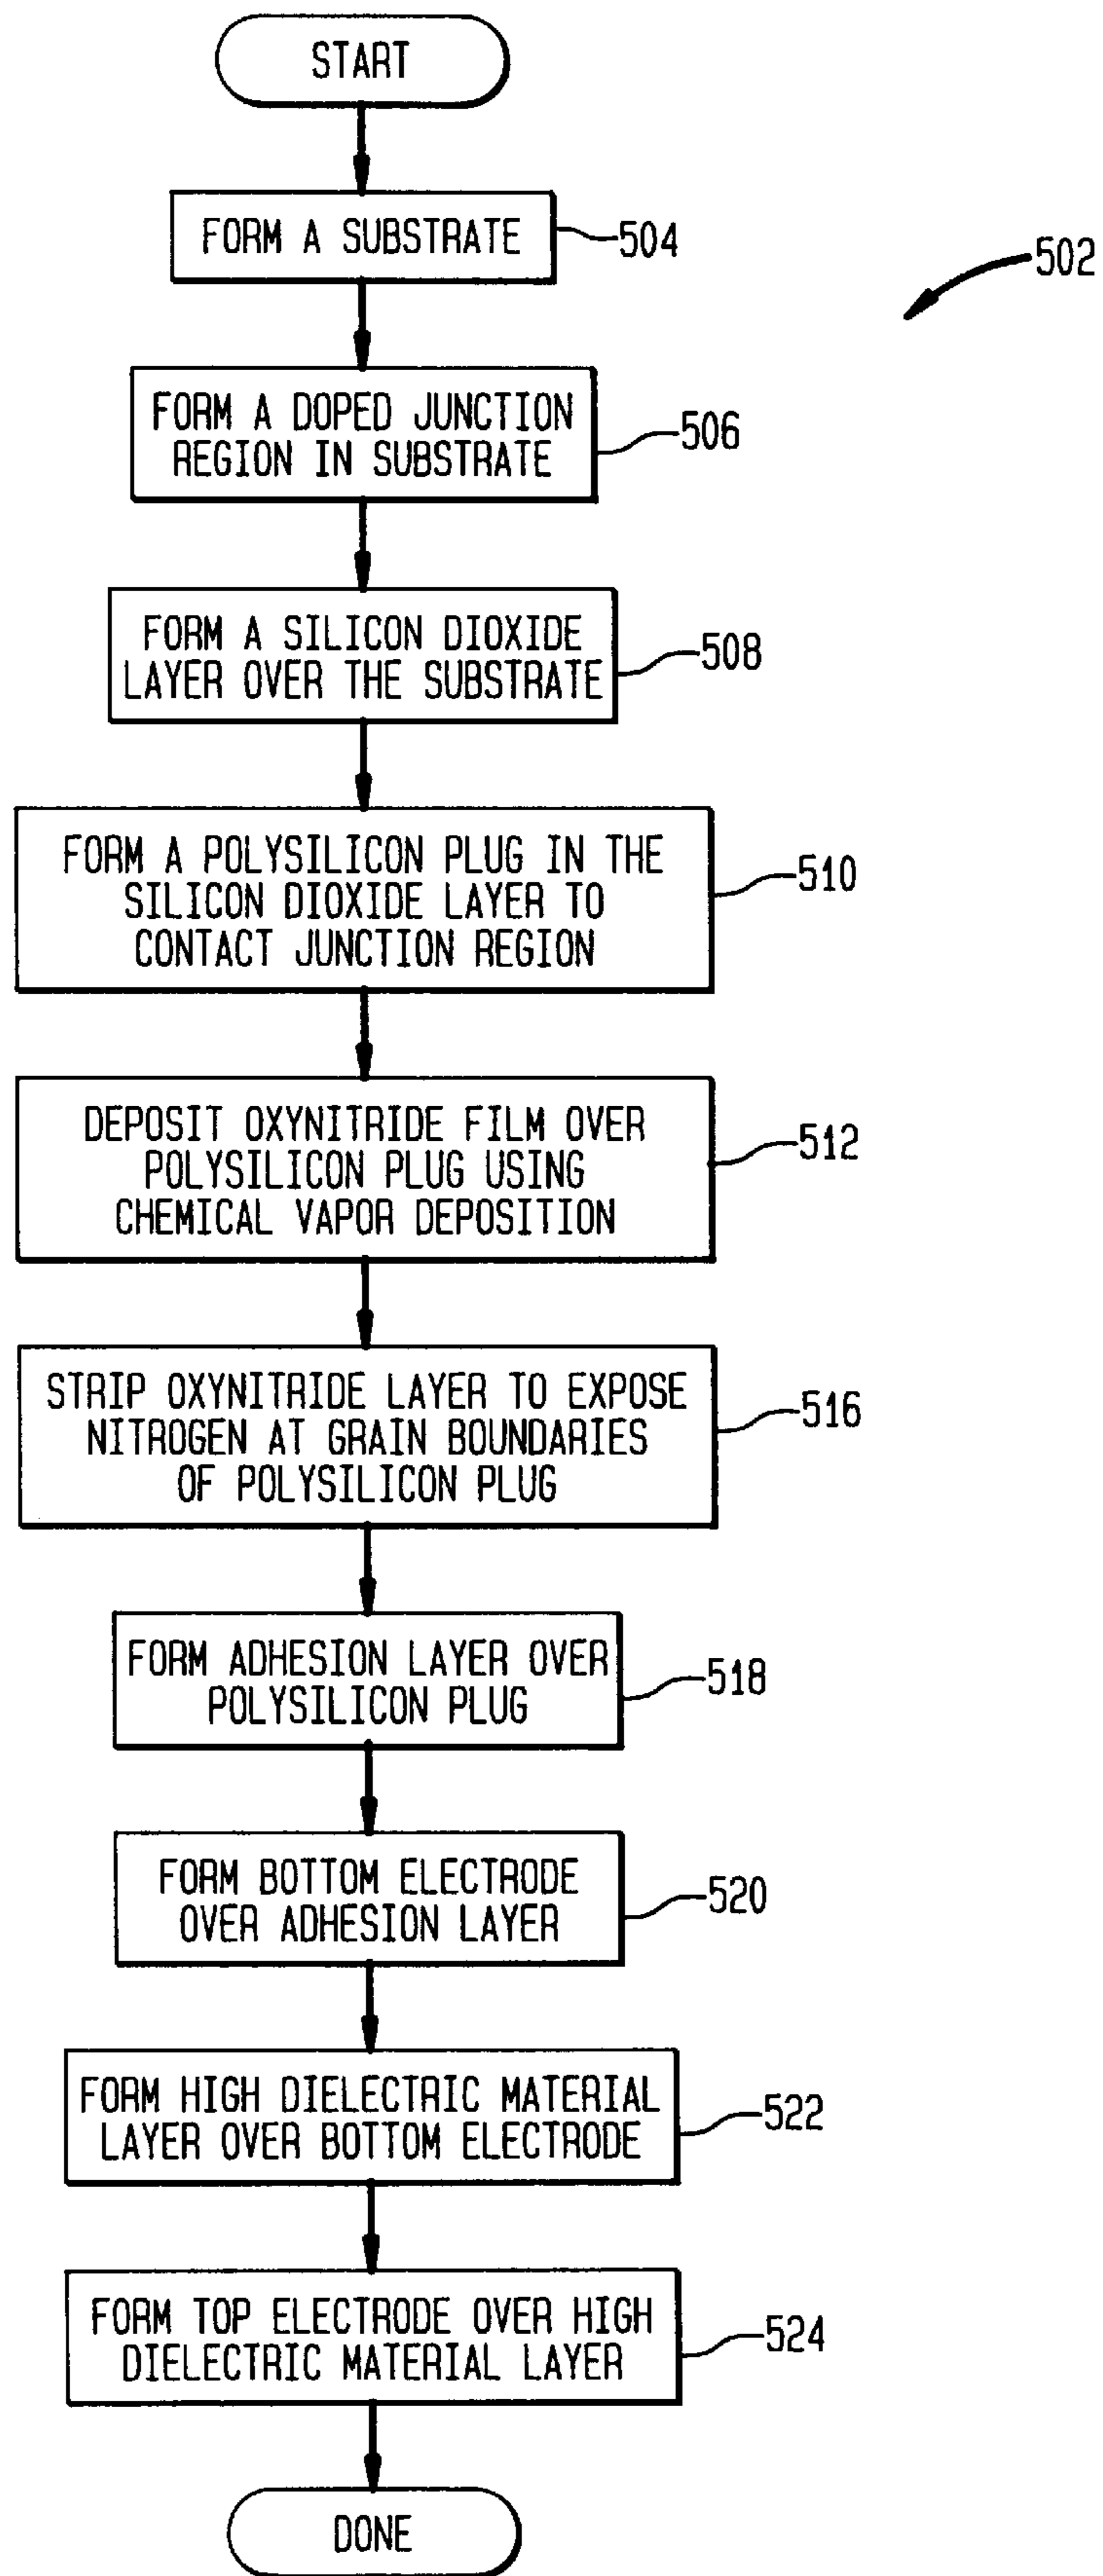 START
FORM A SUBSTRATE
504
502
FORM A DOPED JUNCTION
REGION IN SUBSTRATE
506
FORM A SILICON DIOXIDE
LAYER OVER THE SUBSTRATE
508
FORM A POLYSILICON PLUG IN THE
SILICON DIOXIDE LAYER TO
CONTACT JUNCTION REGION
510
DEPOSIT OXYNITRIDE FILM OVER
POLYSILICON PLUG USING
CHEMICAL VAPOR DEPOSITION
512
STRIP OXYNITRIDE LAYER TO EXPOSE
NITROGEN AT GRAIN BOUNDARIES
OF POLYSILICON PLUG
516
FORM ADHESION LAYER OVER
POLYSILICON PLUG
518
FORM BOTTOM ELECTRODE
OVER ADHESION LAYER
520
FORM HIGH DIELECTRIC MATERIAL
LAYER OVER BOTTOM ELECTRODE
522
FORM TOP ELECTRODE OVER HIGH
DIELECTRIC MATERIAL LAYER
524
DONE